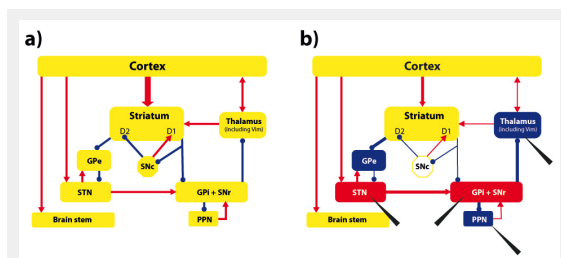 a)
Cortex
Striatum
D2 D1
Thalamus
(including Vim)
GPe
SNc
STN
GPi + SNr
Brain stem
PPN
b)
Cortex
Striatum
D2 D1
Thalamus
(including Vim)
GPe
SNc
STN
GPi + SNr
Brain stem
PPN